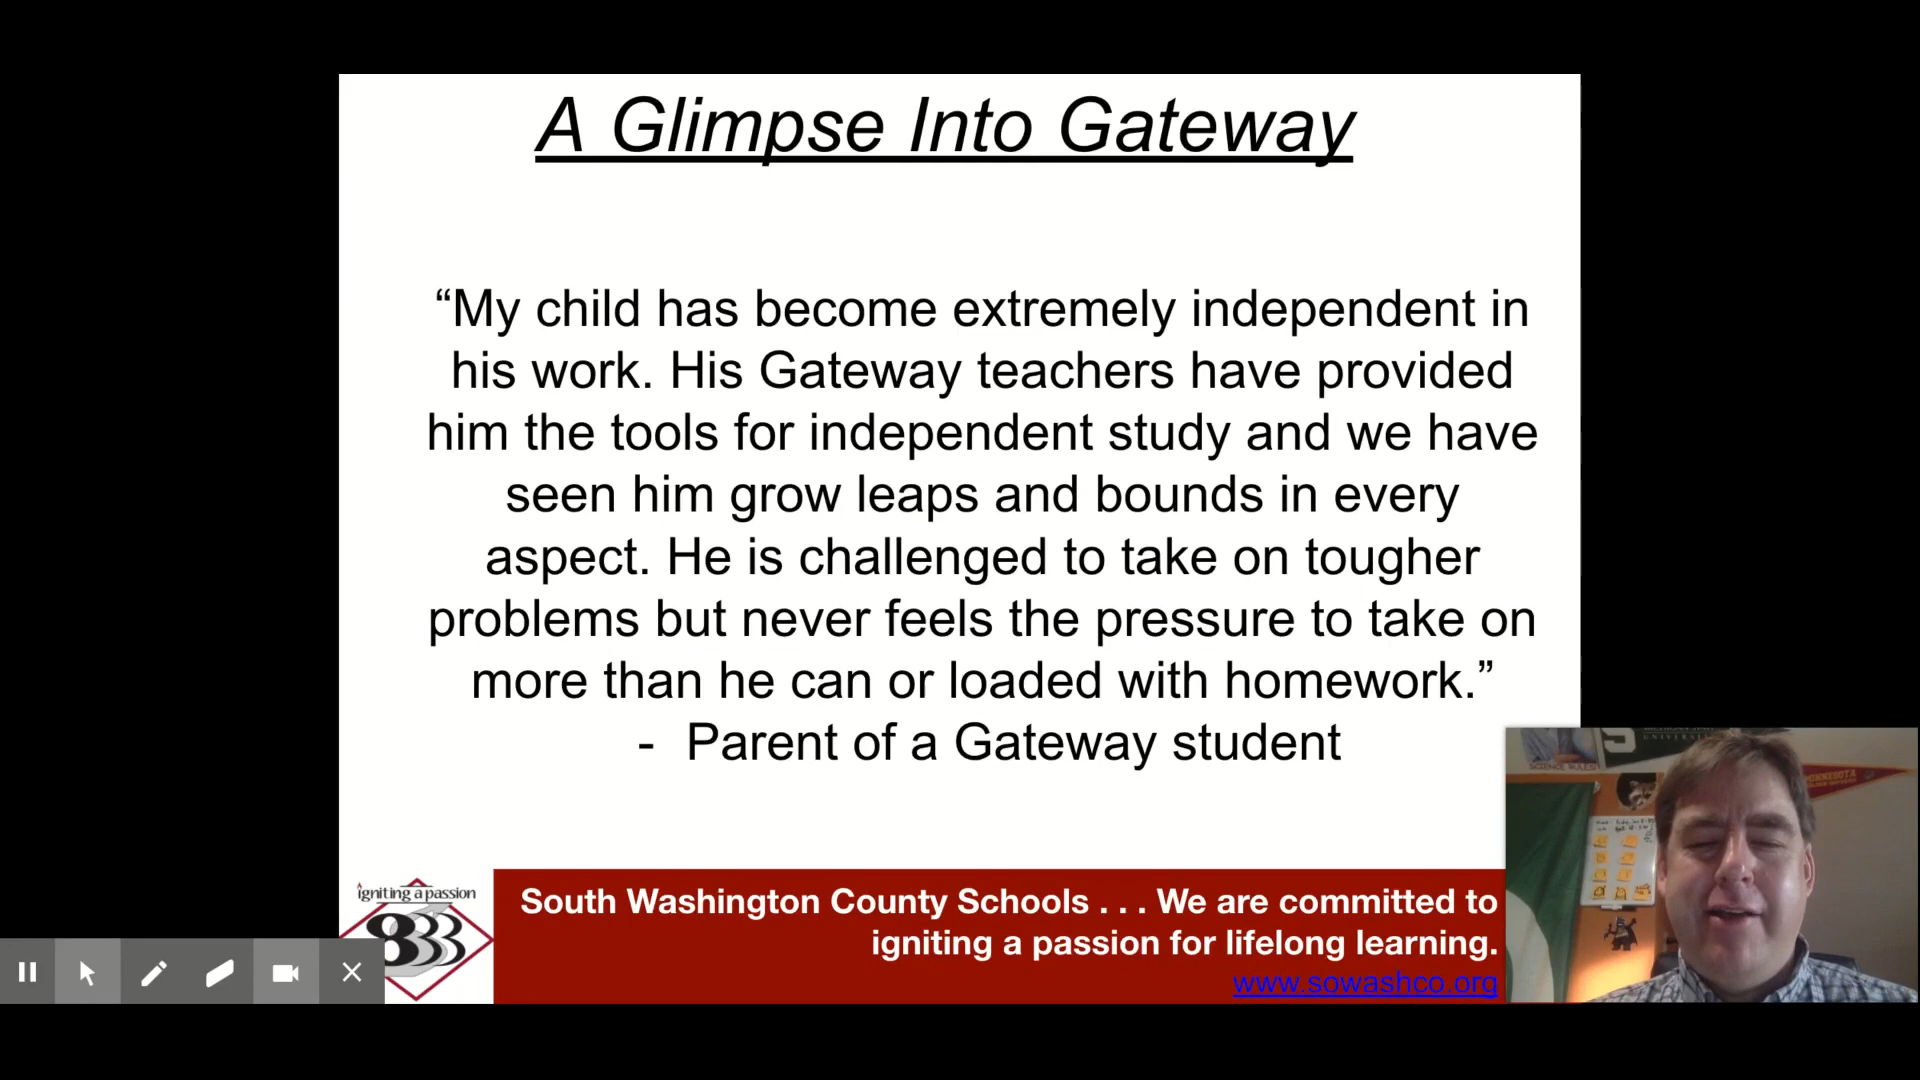 A Glimpse Into Gateway
“My child has become extremely independent in
his work. His Gateway teachers have provided
him the tools for independent study and we have
seen him grow leaps and bounds in every
aspect. He is challenged to take on tougher
problems but never feels the pressure to take on
more than he can or loaded with homework.”
- Parent of a Gateway student
igniting a passion
833
South Washington County Schools . . . We are committed to
igniting a passion for lifelong learning.
www.sowashco.org
S
MINNESOTA